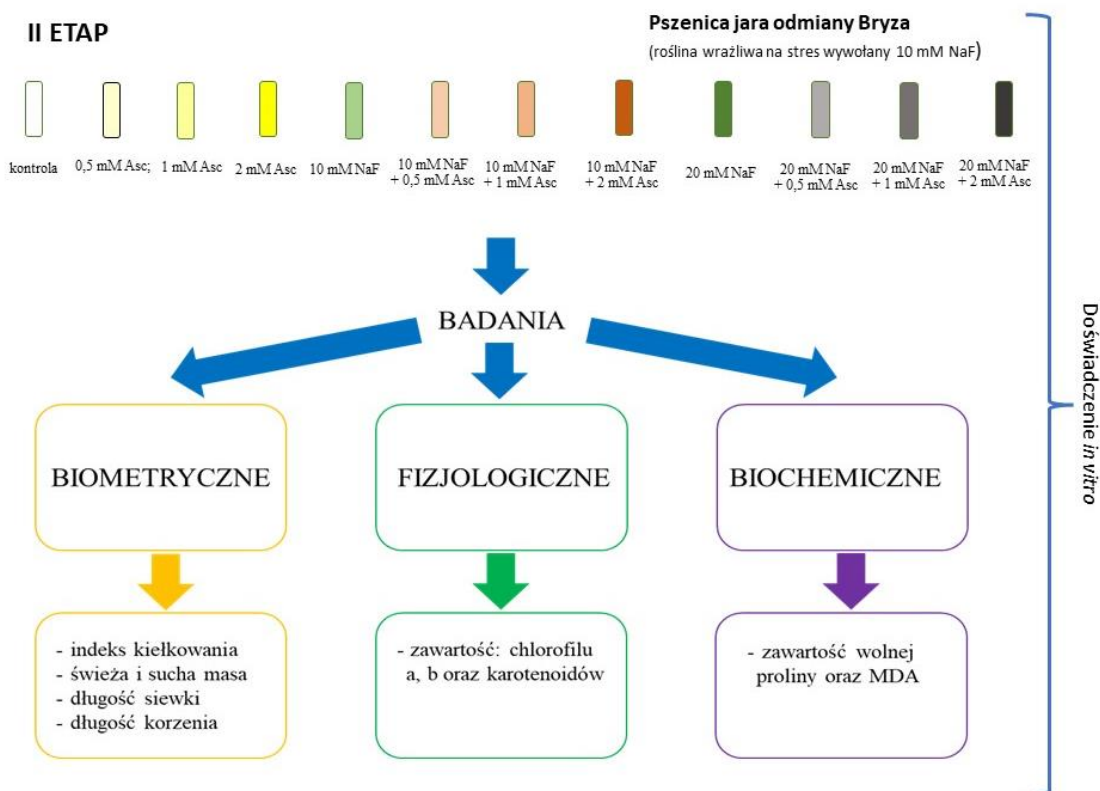 II ETAP
Pszenica jara odmiany Bryza
(roślina wrażliwa na stres wywołany 10 mM NaF)
kontrola
0,5 mM Asc;
1 mM Asc
2 mM Asc
10 mM NaF
10 mM NaF
+ 0,5 mM Asc
10 mM NaF
+ 1 mM Asc
10 mM NaF
+ 2 mM Asc
20 mM NaF
20 mM NaF
+ 0,5 mM Asc
20 mM NaF
+ 1 mM Asc
20 mM NaF
+ 2 mM Asc
BADANIA
BIOMETRYCZNE
FIZJOLOGICZNE
BIOCHEMICZNE
- indeks kiełkowania
- świeża i sucha masa
- długość siewki
- długość korzenia
- zawartość: chlorofilu
a, b oraz karotenoidów
- zawartość wolnej
proliny oraz MDA
Doświadczenie in vitro